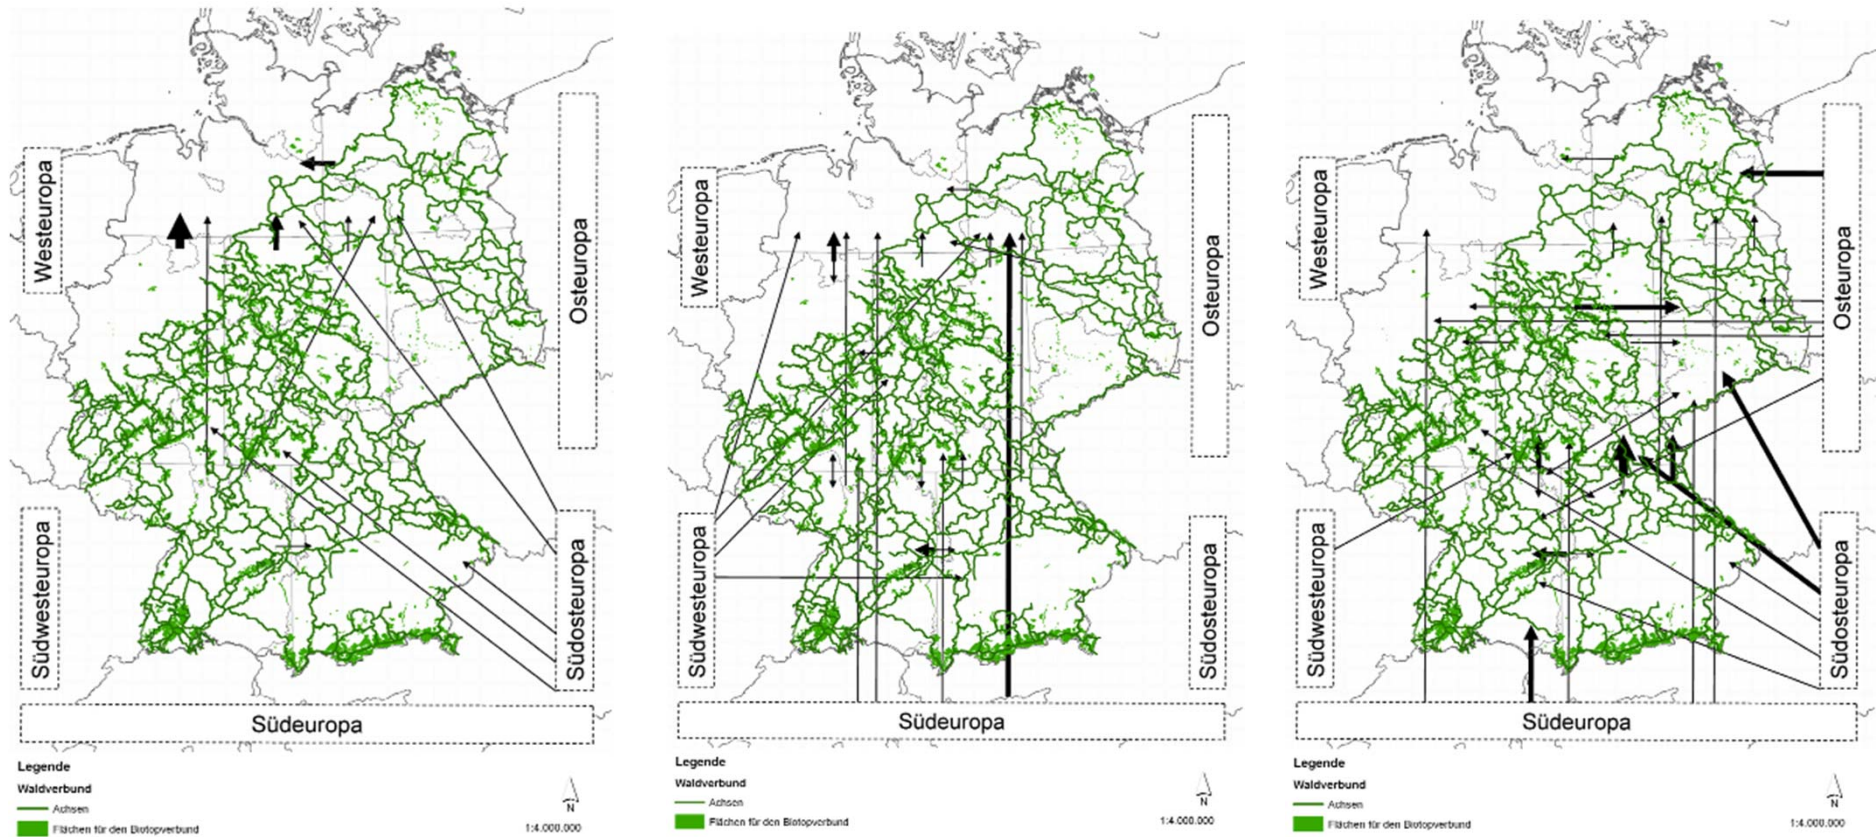 Westeuropa
Osteuropa
Südwesteuropa
Südosteuropa
Südeuropa
Legende
Waldverbund
Achsen
Flächen für den Biotopverbund
N
1:4.000.000
Westeuropa
Osteuropa
Südwesteuropa
Südosteuropa
Südeuropa
Legende
Waldverbund
Achsen
Flächen für den Biotopverbund
N
1:4.000.000
Westeuropa
Osteuropa
Südwesteuropa
Südosteuropa
Südeuropa
Legende
Waldverbund
Achsen
Flächen für den Biotopverbund
N
1:4.000.000